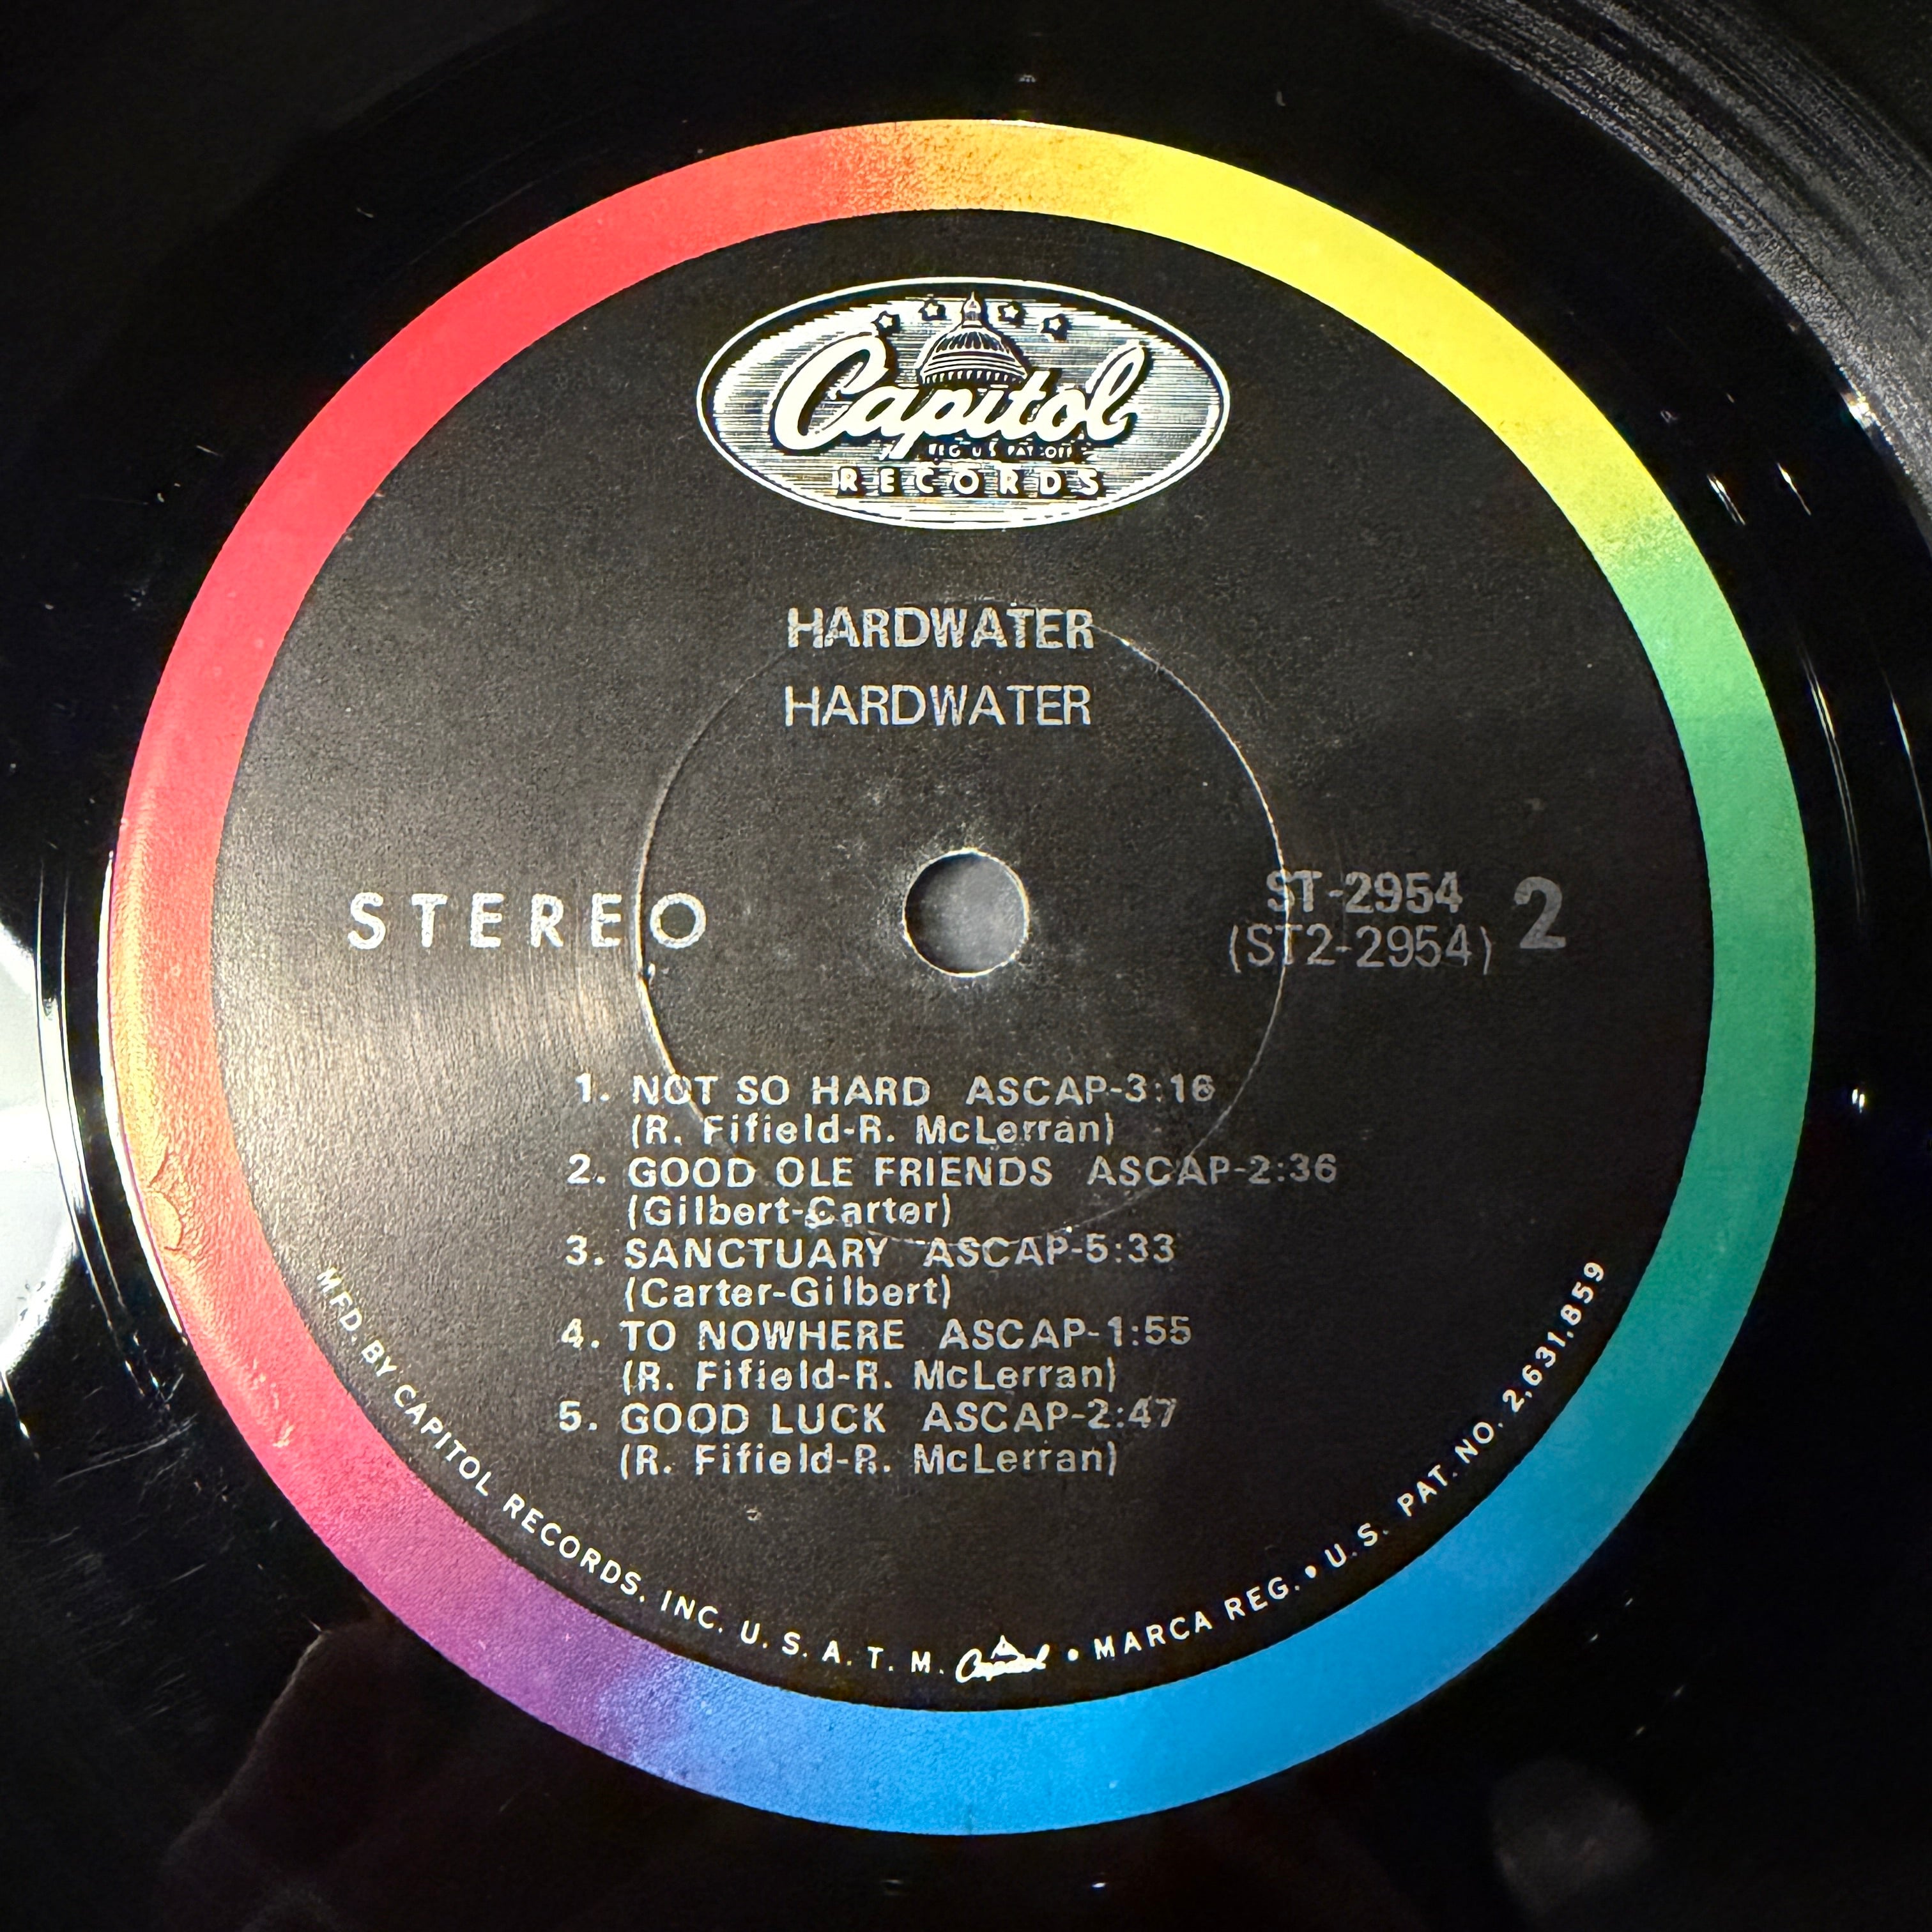 Capitol
REG. U.S. PAT. OFF.
RECORDS
HARDWATER
HARDWATER
STEREO
ST-2954
(ST2-2954)
2
1. NOT SO HARD ASCAP-3:16
(R. Fifield-R. McLerran)
2. GOOD OLE FRIENDS ASCAP-2:36
(Gilbert-Carter)
3. SANCTUARY ASCAP-5:33
(Carter-Gilbert)
4. TO NOWHERE ASCAP-1:55
(R. Fifield-R. McLerran)
5. GOOD LUCK ASCAP-2:47
(R. Fifield-R. McLerran)
MFD. BY CAPITOL RECORDS, INC. U.S.A. T.M. Capitol • MARCA REG. • U.S. PAT. NO. 2,631,859